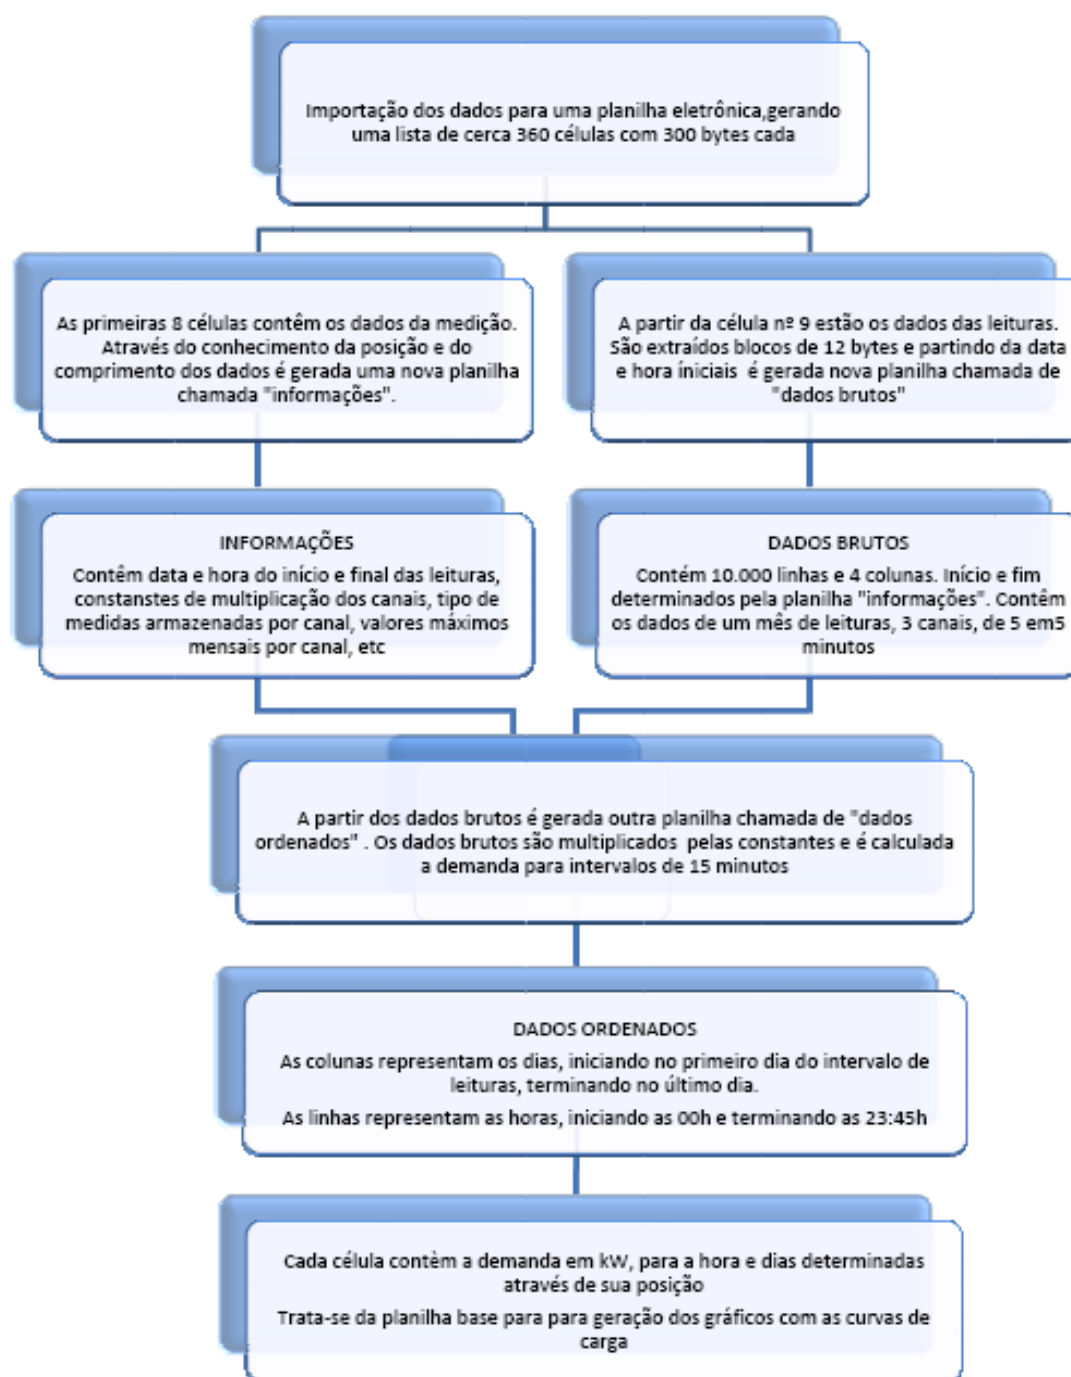 Importação dos dados para uma planilha eletrônica,gerando
uma lista de cerca 360 células com 300 bytes cada
As primeiras 8 células contêm os dados da medição.
Através do conhecimento da posição e do
comprimento dos dados é gerada uma nova planilha
chamada "informações".
A partir da célula nº 9 estão os dados das leituras.
São extraídos blocos de 12 bytes e partindo da data
e hora íniciais é gerada nova planilha chamada de
"dados brutos"
INFORMAÇÕES
Contêm data e hora do início e final das leituras,
constanstes de multiplicação dos canais, tipo de
medidas armazenadas por canal, valores máximos
mensais por canal, etc
DADOS BRUTOS
Contém 10.000 linhas e 4 colunas. Início e fim
determinados pela planilha "informações". Contêm
os dados de um mês de leituras, 3 canais, de 5 em5
minutos
A partir dos dados brutos é gerada outra planilha chamada de "dados
ordenados" . Os dados brutos são multiplicados pelas constantes e é calculada
a demanda para intervalos de 15 minutos
DADOS ORDENADOS
As colunas representam os dias, iniciando no primeiro dia do intervalo de
leituras, terminando no último dia.
As linhas representam as horas, iniciando as 00h e terminando as 23:45h
Cada célula contèm a demanda em kW, para a hora e dias determinadas
através de sua posição
Trata-se da planilha base para para geração dos gráficos com as curvas de
carga